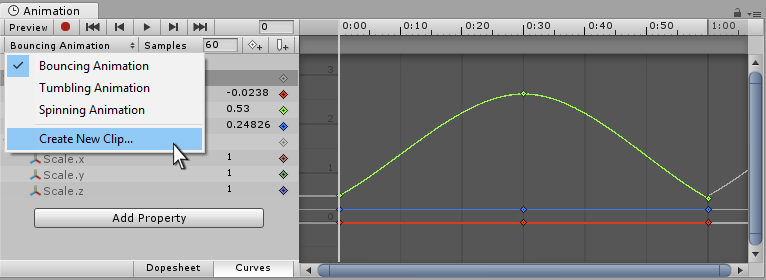 Animation
Preview 0 0:00 0:10 0:20 0:30 0:40 0:50 1:00
Bouncing Animation Samples 60
Bouncing Animation
Tumbling Animation
Spinning Animation
Create New Clip...
-0.0238
0.53
0.24826
Scale.x 1
Scale.y 1
Scale.z 1
Add Property
3
2
1
0
Dopesheet Curves